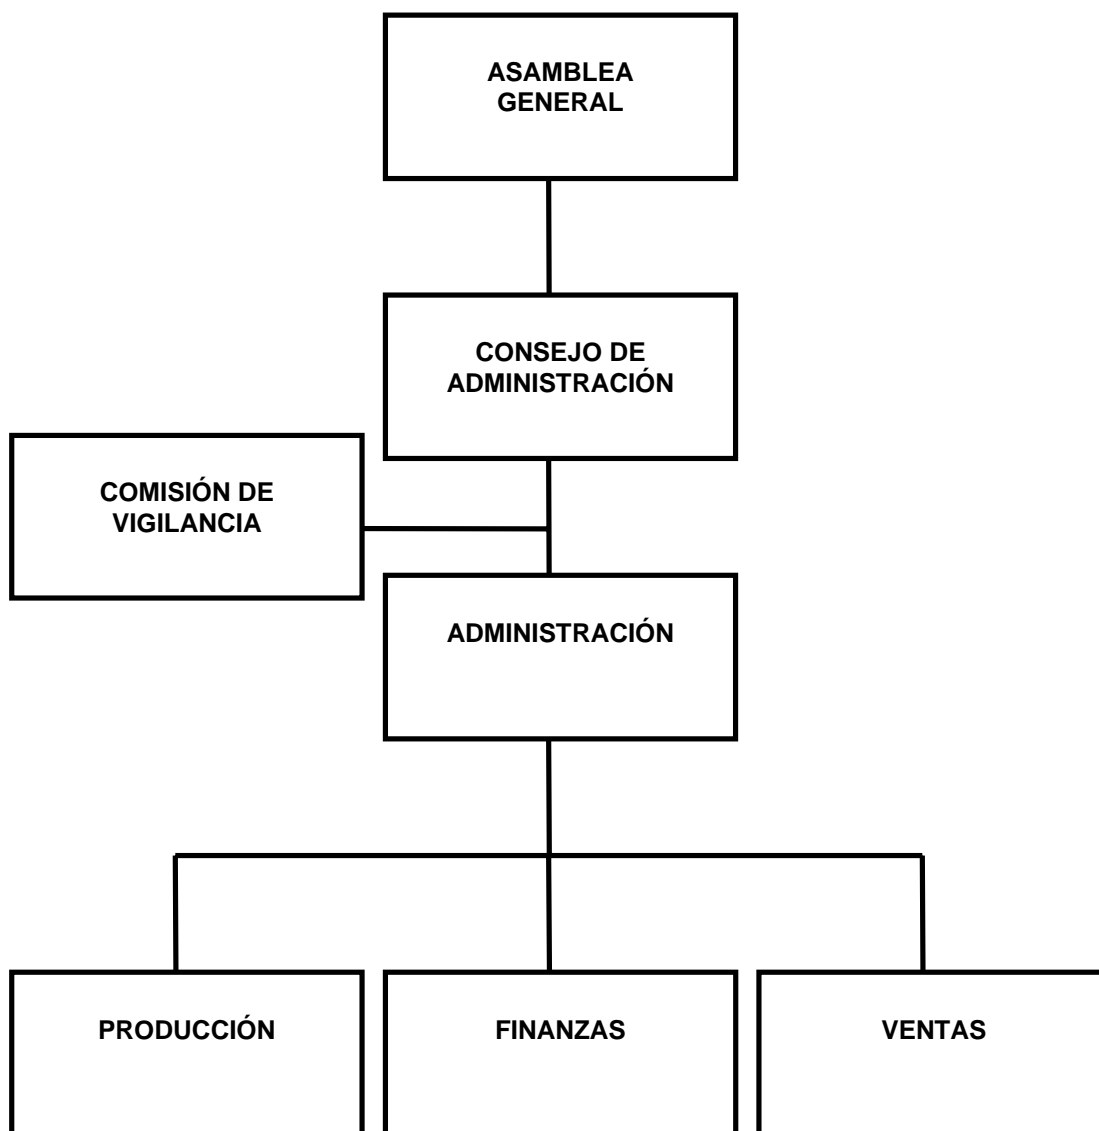 ASAMBLEA
GENERAL
CONSEJO DE
ADMINISTRACIÓN
COMISIÓN DE
VIGILANCIA
ADMINISTRACIÓN
PRODUCCIÓN
FINANZAS
VENTAS